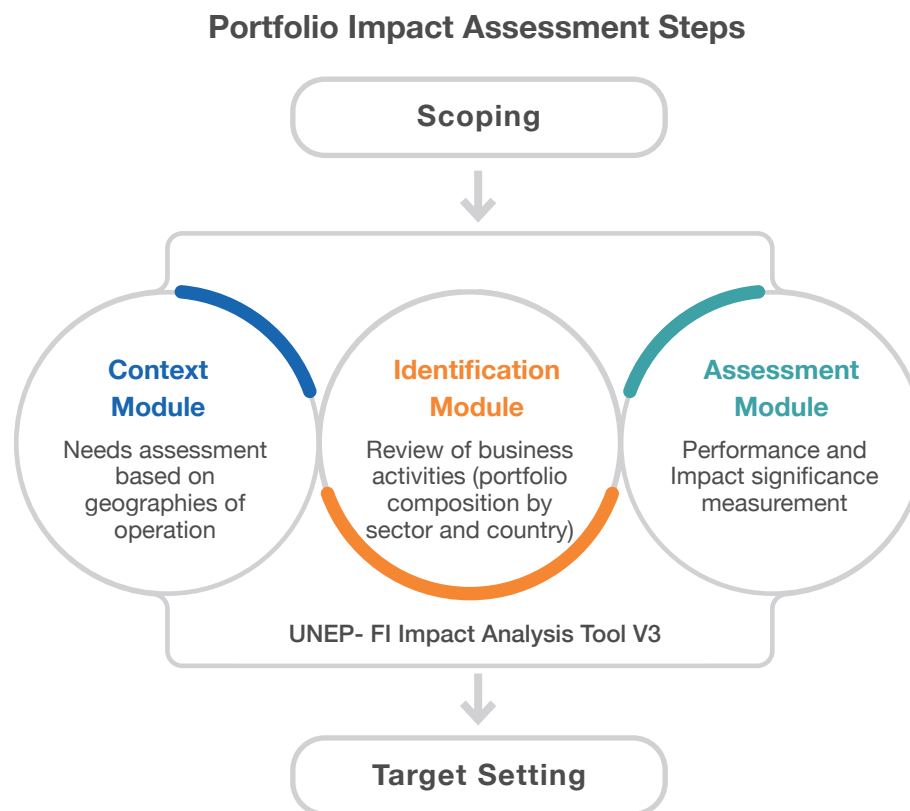 Portfolio Impact Assessment Steps
Scoping
Context
Module
Needs assessment
based on
geographies of
operation
Identification
Module
Review of business
activities (portfolio
composition by
sector and country)
Assessment
Module
Performance and
Impact significance
measurement
UNEP- FI Impact Analysis Tool V3
Target Setting